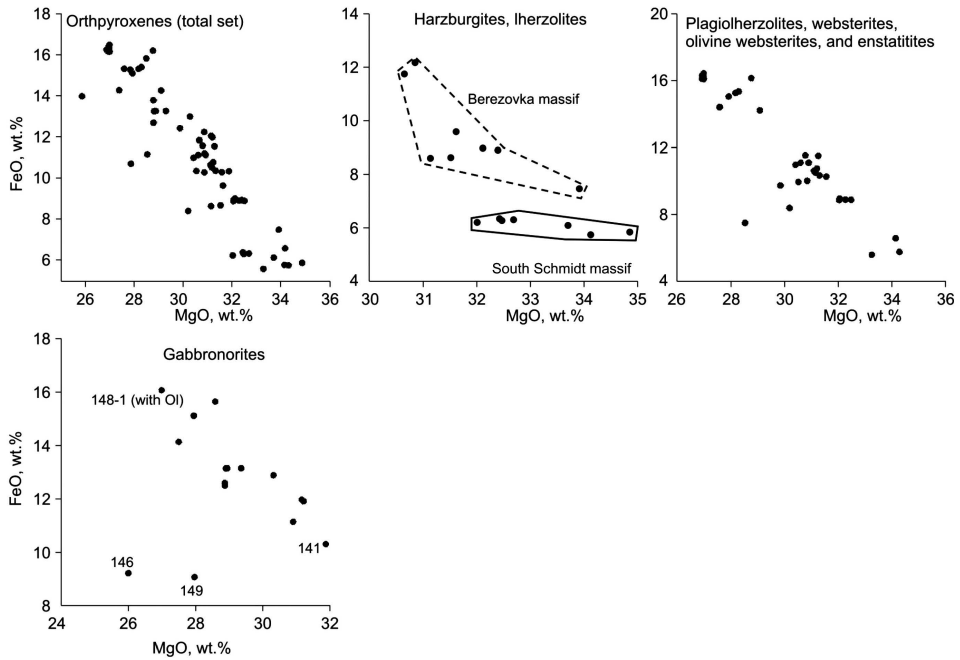 Orthpyroxenes (total set)
18
16
14
12
10
8
6
4
FeO, wt.%
26 28 30 32 34 36
MgO, wt.%
Harzburgites, lherzolites
14
12
10
8
6
4
Berezovka massif
South Schmidt massif
30 31 32 33 34 35
MgO, wt.%
Plagiolherzolites, websterites,
olivine websterites, and enstatitites
20
16
12
8
4
26 28 30 32 34 36
MgO, wt.%
Gabbronorites
18
16
14
12
10
8
FeO, wt.%
148-1 (with Ol)
141
146
149
24 26 28 30 32
MgO, wt.%